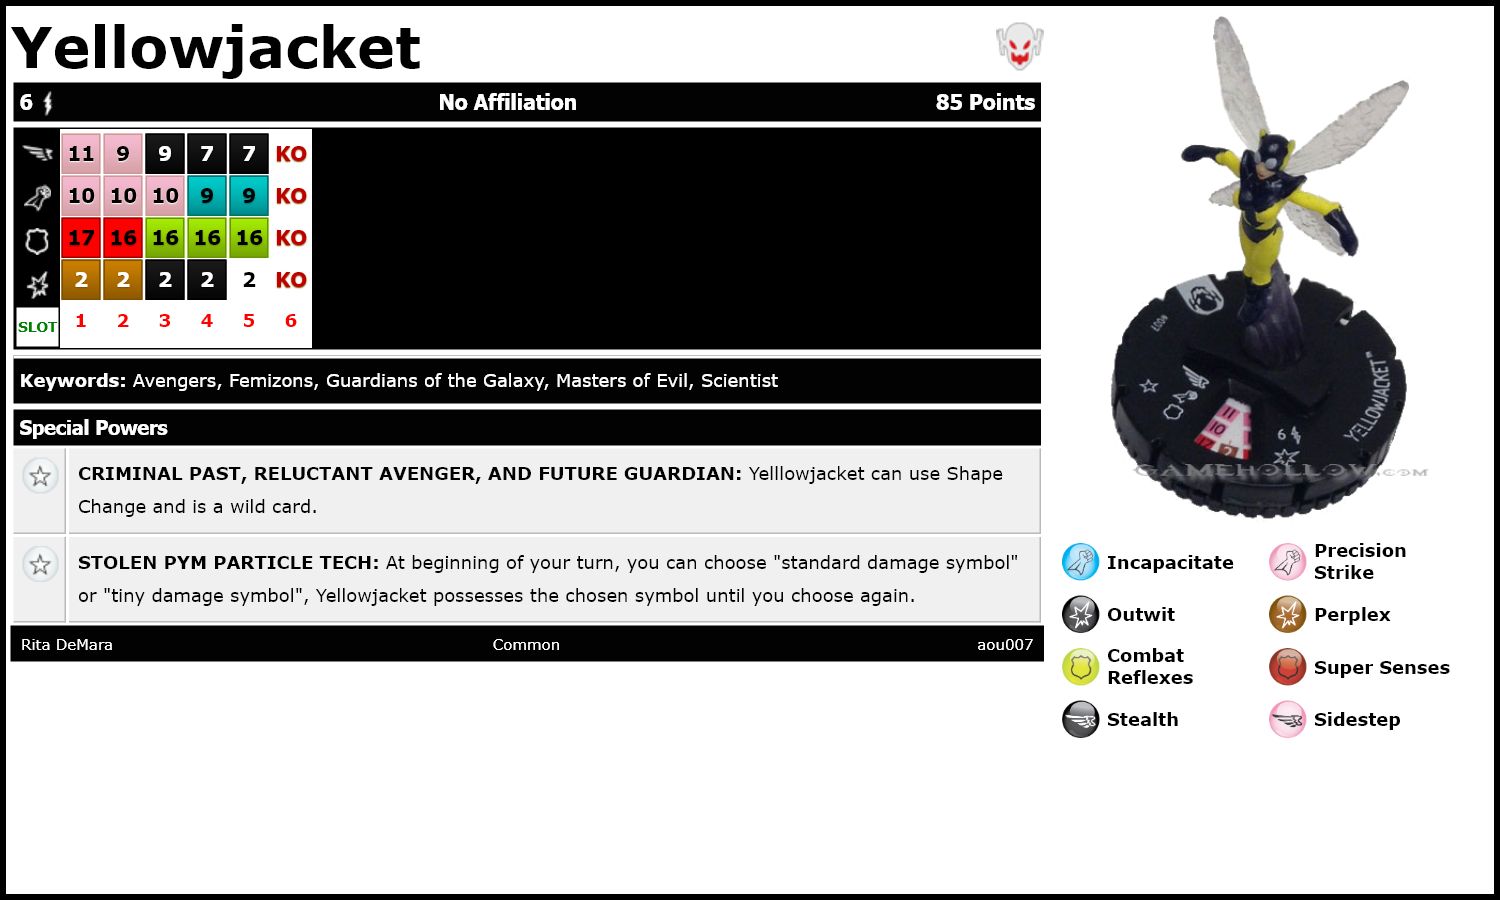 Yellowjacket
6 No Affiliation 85 Points
11 9 9 7 7 KO
10 10 10 9 9 KO
17 16 16 16 16 KO
2 2 2 2 2 KO
SLOT 1 2 3 4 5 6
Keywords: Avengers, Femizons, Guardians of the Galaxy, Masters of Evil, Scientist
Special Powers
CRIMINAL PAST, RELUCTANT AVENGER, AND FUTURE GUARDIAN: Yelllowjacket can use Shape
Change and is a wild card.
STOLEN PYM PARTICLE TECH: At beginning of your turn, you can choose "standard damage symbol"
or "tiny damage symbol", Yellowjacket possesses the chosen symbol until you choose again.
Rita DeMara Common aou007
007
YELLOWJACKET™
11
10
17 2
6
GAMEHOLLOW.COM
Incapacitate
Precision
Strike
Outwit
Perplex
Combat
Reflexes
Super Senses
Stealth
Sidestep